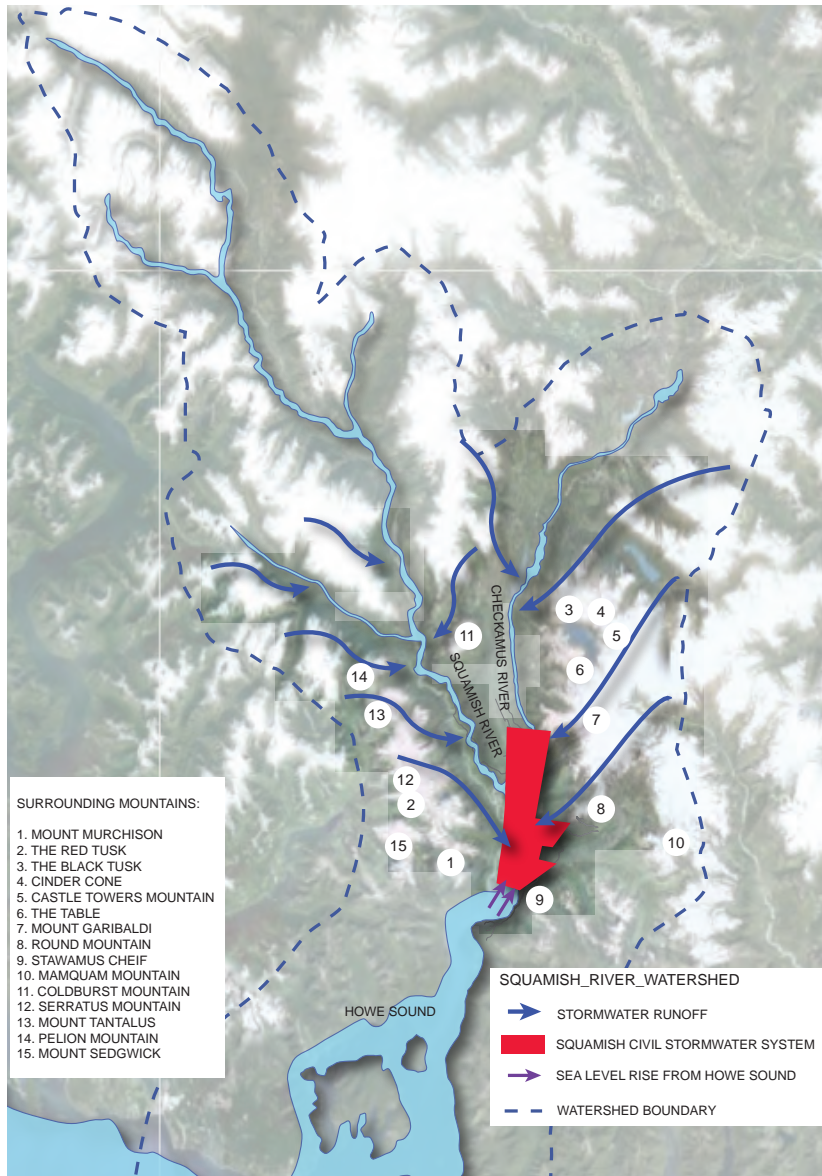 3
4
5
11
CHECKAMUS RIVER
SQUAMISH RIVER
6
14
13
7
12
2
8
15
1
10
9
SURROUNDING MOUNTAINS:
1. MOUNT MURCHISON
2. THE RED TUSK
3. THE BLACK TUSK
4. CINDER CONE
5. CASTLE TOWERS MOUNTAIN
6. THE TABLE
7. MOUNT GARIBALDI
8. ROUND MOUNTAIN
9. STAWAMUS CHEIF
10. MAMQUAM MOUNTAIN
11. COLDBURST MOUNTAIN
12. SERRATUS MOUNTAIN
13. MOUNT TANTALUS
14. PELION MOUNTAIN
15. MOUNT SEDGWICK
HOWE SOUND
SQUAMISH_RIVER_WATERSHED
STORMWATER RUNOFF
SQUAMISH CIVIL STORMWATER SYSTEM
SEA LEVEL RISE FROM HOWE SOUND
WATERSHED BOUNDARY